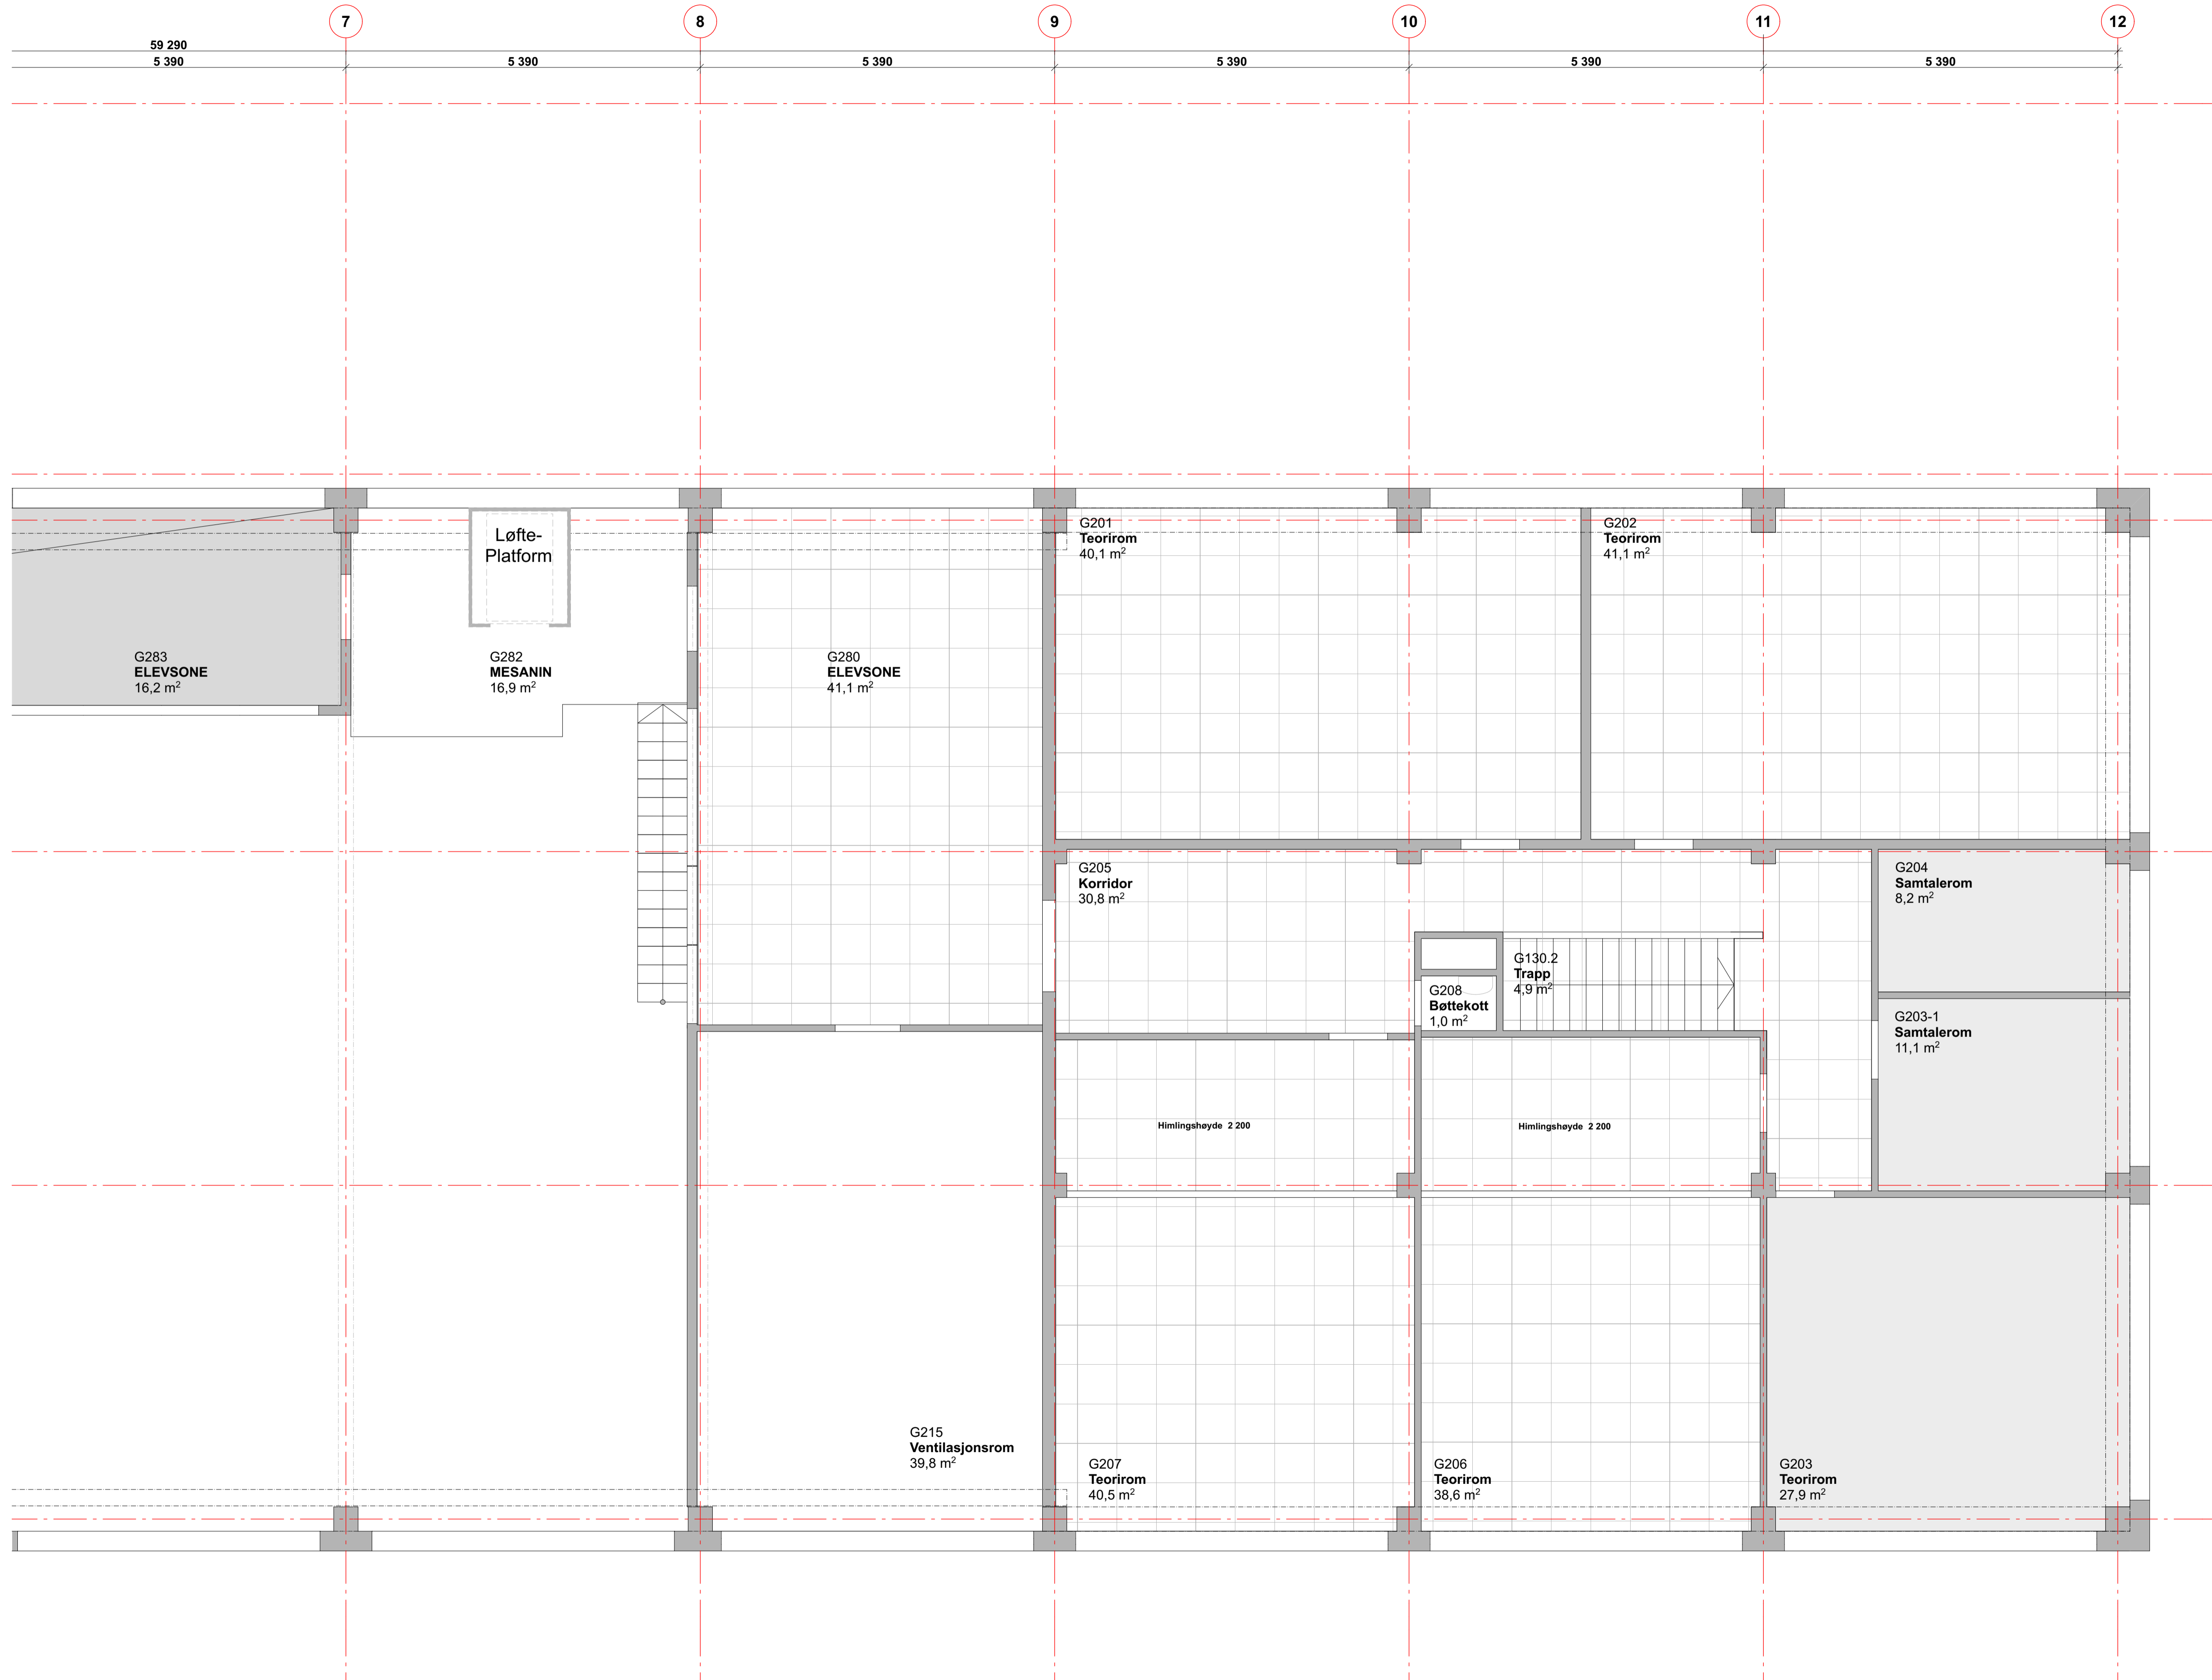 7
8
9
10
11
12
59 290
5 390
5 390
5 390
5 390
5 390
5 390
Løfte-
Platform
G201
Teorirom
40,1 m²
G202
Teorirom
41,1 m²
G283
ELEVSONE
16,2 m²
G282
MESANIN
16,9 m²
G280
ELEVSONE
41,1 m²
G205
Korridor
30,8 m²
G204
Samtalerom
8,2 m²
G130.2
Trapp
4,9 m²
G208
Bøttekott
1,0 m²
G203-1
Samtalerom
11,1 m²
Himlingshøyde 2 200
Himlingshøyde 2 200
G215
Ventilasjonsrom
39,8 m²
G207
Teorirom
40,5 m²
G206
Teorirom
38,6 m²
G203
Teorirom
27,9 m²